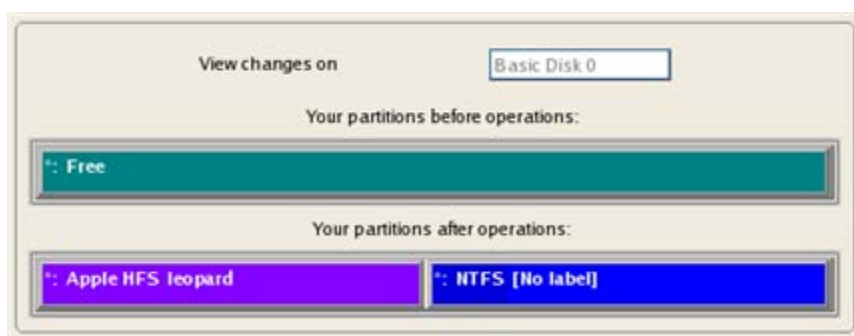 View changes on
Basic Disk 0
Your partitions before operations:
*: Free
Your partitions after operations:
*: Apple HFS leopard
*: NTFS [No label]